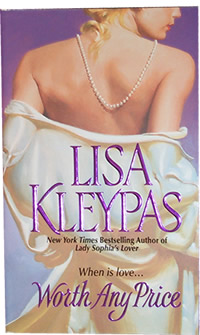 LISA
KLEYPAS
New York Times Bestselling Author of
Lady Sophia's Lover
When is love...
Worth Any Price